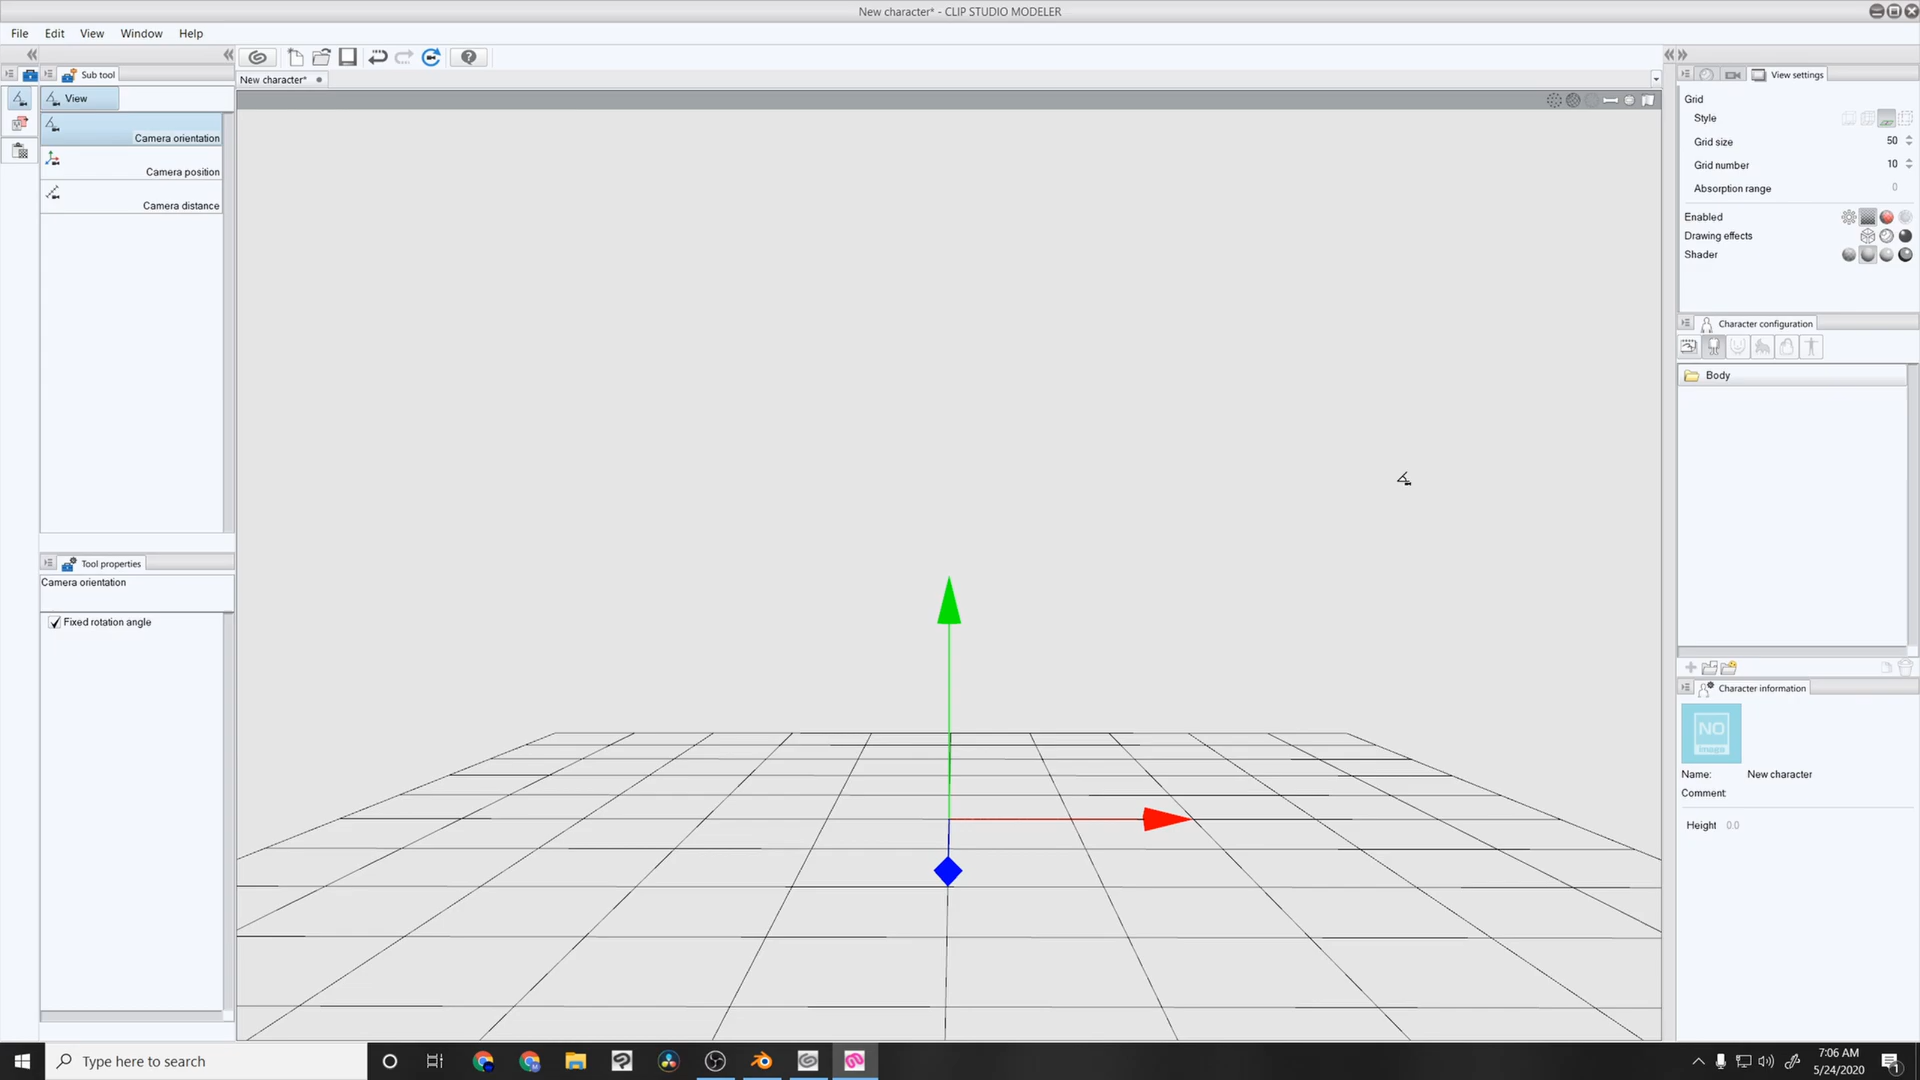 New character* - CLIP STUDIO MODELER
File Edit View Window Help
Sub tool
New character*
View settings
View
Camera orientation
Camera position
Camera distance
Grid
Style
Grid size 50
Grid number 10
Absorption range 0
Enabled
Drawing effects
Shader
Character configuration
Body
Tool properties
Camera orientation
Fixed rotation angle
Character information
NO
image
Name: New character
Comment
Height 0.0
Type here to search
7:06 AM
5/24/2020
1